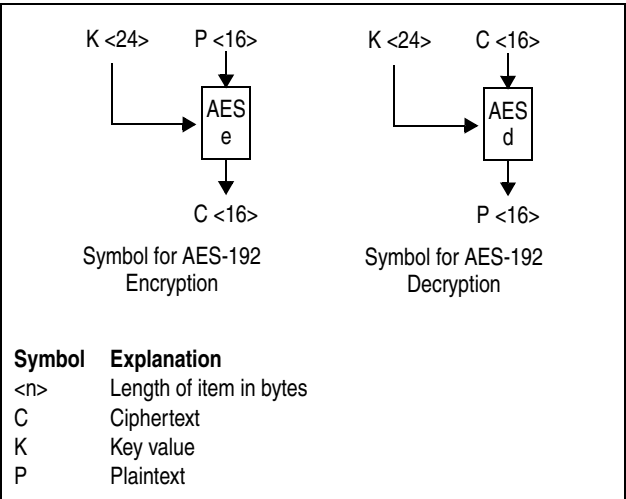 K <24> P <16> K <24> C <16>
AES AES
e d
C <16> P <16>
Symbol for AES-192 Symbol for AES-192
Encryption Decryption
Symbol Explanation
<n> Length of item in bytes
C Ciphertext
K Key value
P Plaintext